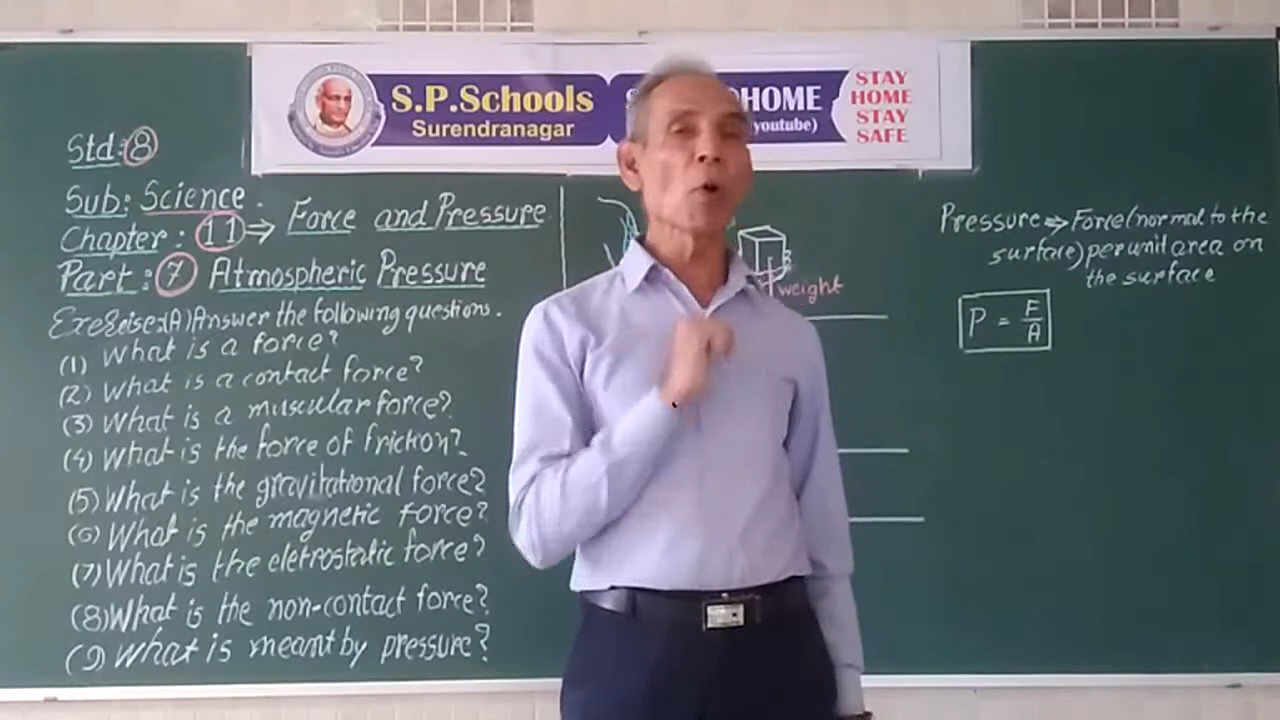 S.P.Schools
Surendranagar
HOME
youtube)
STAY
HOME
STAY
SAFE
Std:8
Sub: Science.
Chapter: 11 → Force and Pressure
Part: 7 Atmospheric Pressure
Exercise:(A) Answer the following questions.
(1) What is a force?
(2) What is a contact force?
(3) What is a muscular force?
(4) What is the force of friction?
(5) What is the gravitational force?
(6) What is the magnetic force?
(7) What is the eletrostatic force?
(8) What is the non-contact force?
(9) What is meant by pressure?
weight
Pressure ⇒ Force(normal to the
surface) per unit area on
the surface
P = F/A